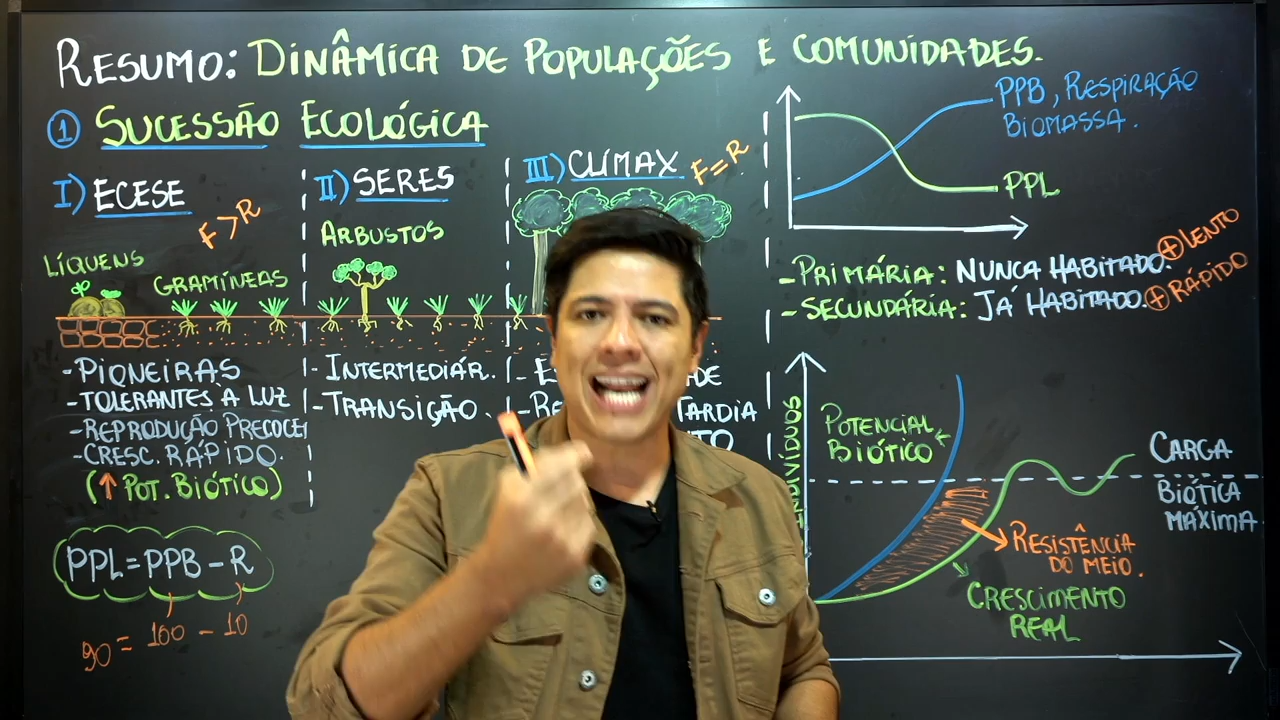 RESUMO: DINÂMICA DE POPULAÇÕES E COMUNIDADES.
① SUCESSÃO ECOLÓGICA
I) ECESE
F > R
LÍQUENS
GRAMÍNEAS
- PIONEIRAS
- TOLERANTES À LUZ
- REPRODUÇÃO PRECOCE
- CRESC. RÁPIDO.
(↑ POT. BIÓTICO)
PPL = PPB - R
90 = 100 - 10
II) SERES
ARBUSTOS
- INTERMEDIÁR.
- TRANSIÇÃO.
III) CLÍMAX
F = R
TARDIA
PPB, RESPIRAÇÃO
BIOMASSA.
PPL
- PRIMÁRIA: NUNCA HABITADO. + LENTO
- SECUNDÁRIA: JÁ HABITADO. + RÁPIDO
INDIVÍDUOS
POTENCIAL
BIÓTICO
CARGA
BIÓTICA
MÁXIMA
RESISTÊNCIA
DO MEIO.
CRESCIMENTO
REAL